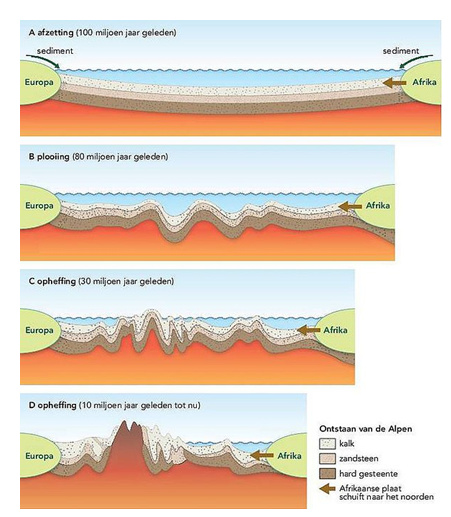 A afzetting (100 miljoen jaar geleden)
sediment
sediment
Europa
Afrika
B plooiing (80 miljoen jaar geleden)
Europa
Afrika
C opheffing (30 miljoen jaar geleden)
Europa
Afrika
D opheffing (10 miljoen jaar geleden tot nu)
Europa
Afrika
Ontstaan van de Alpen
kalk
zandsteen
hard gesteente
Afrikaanse plaat
schuift naar het noorden